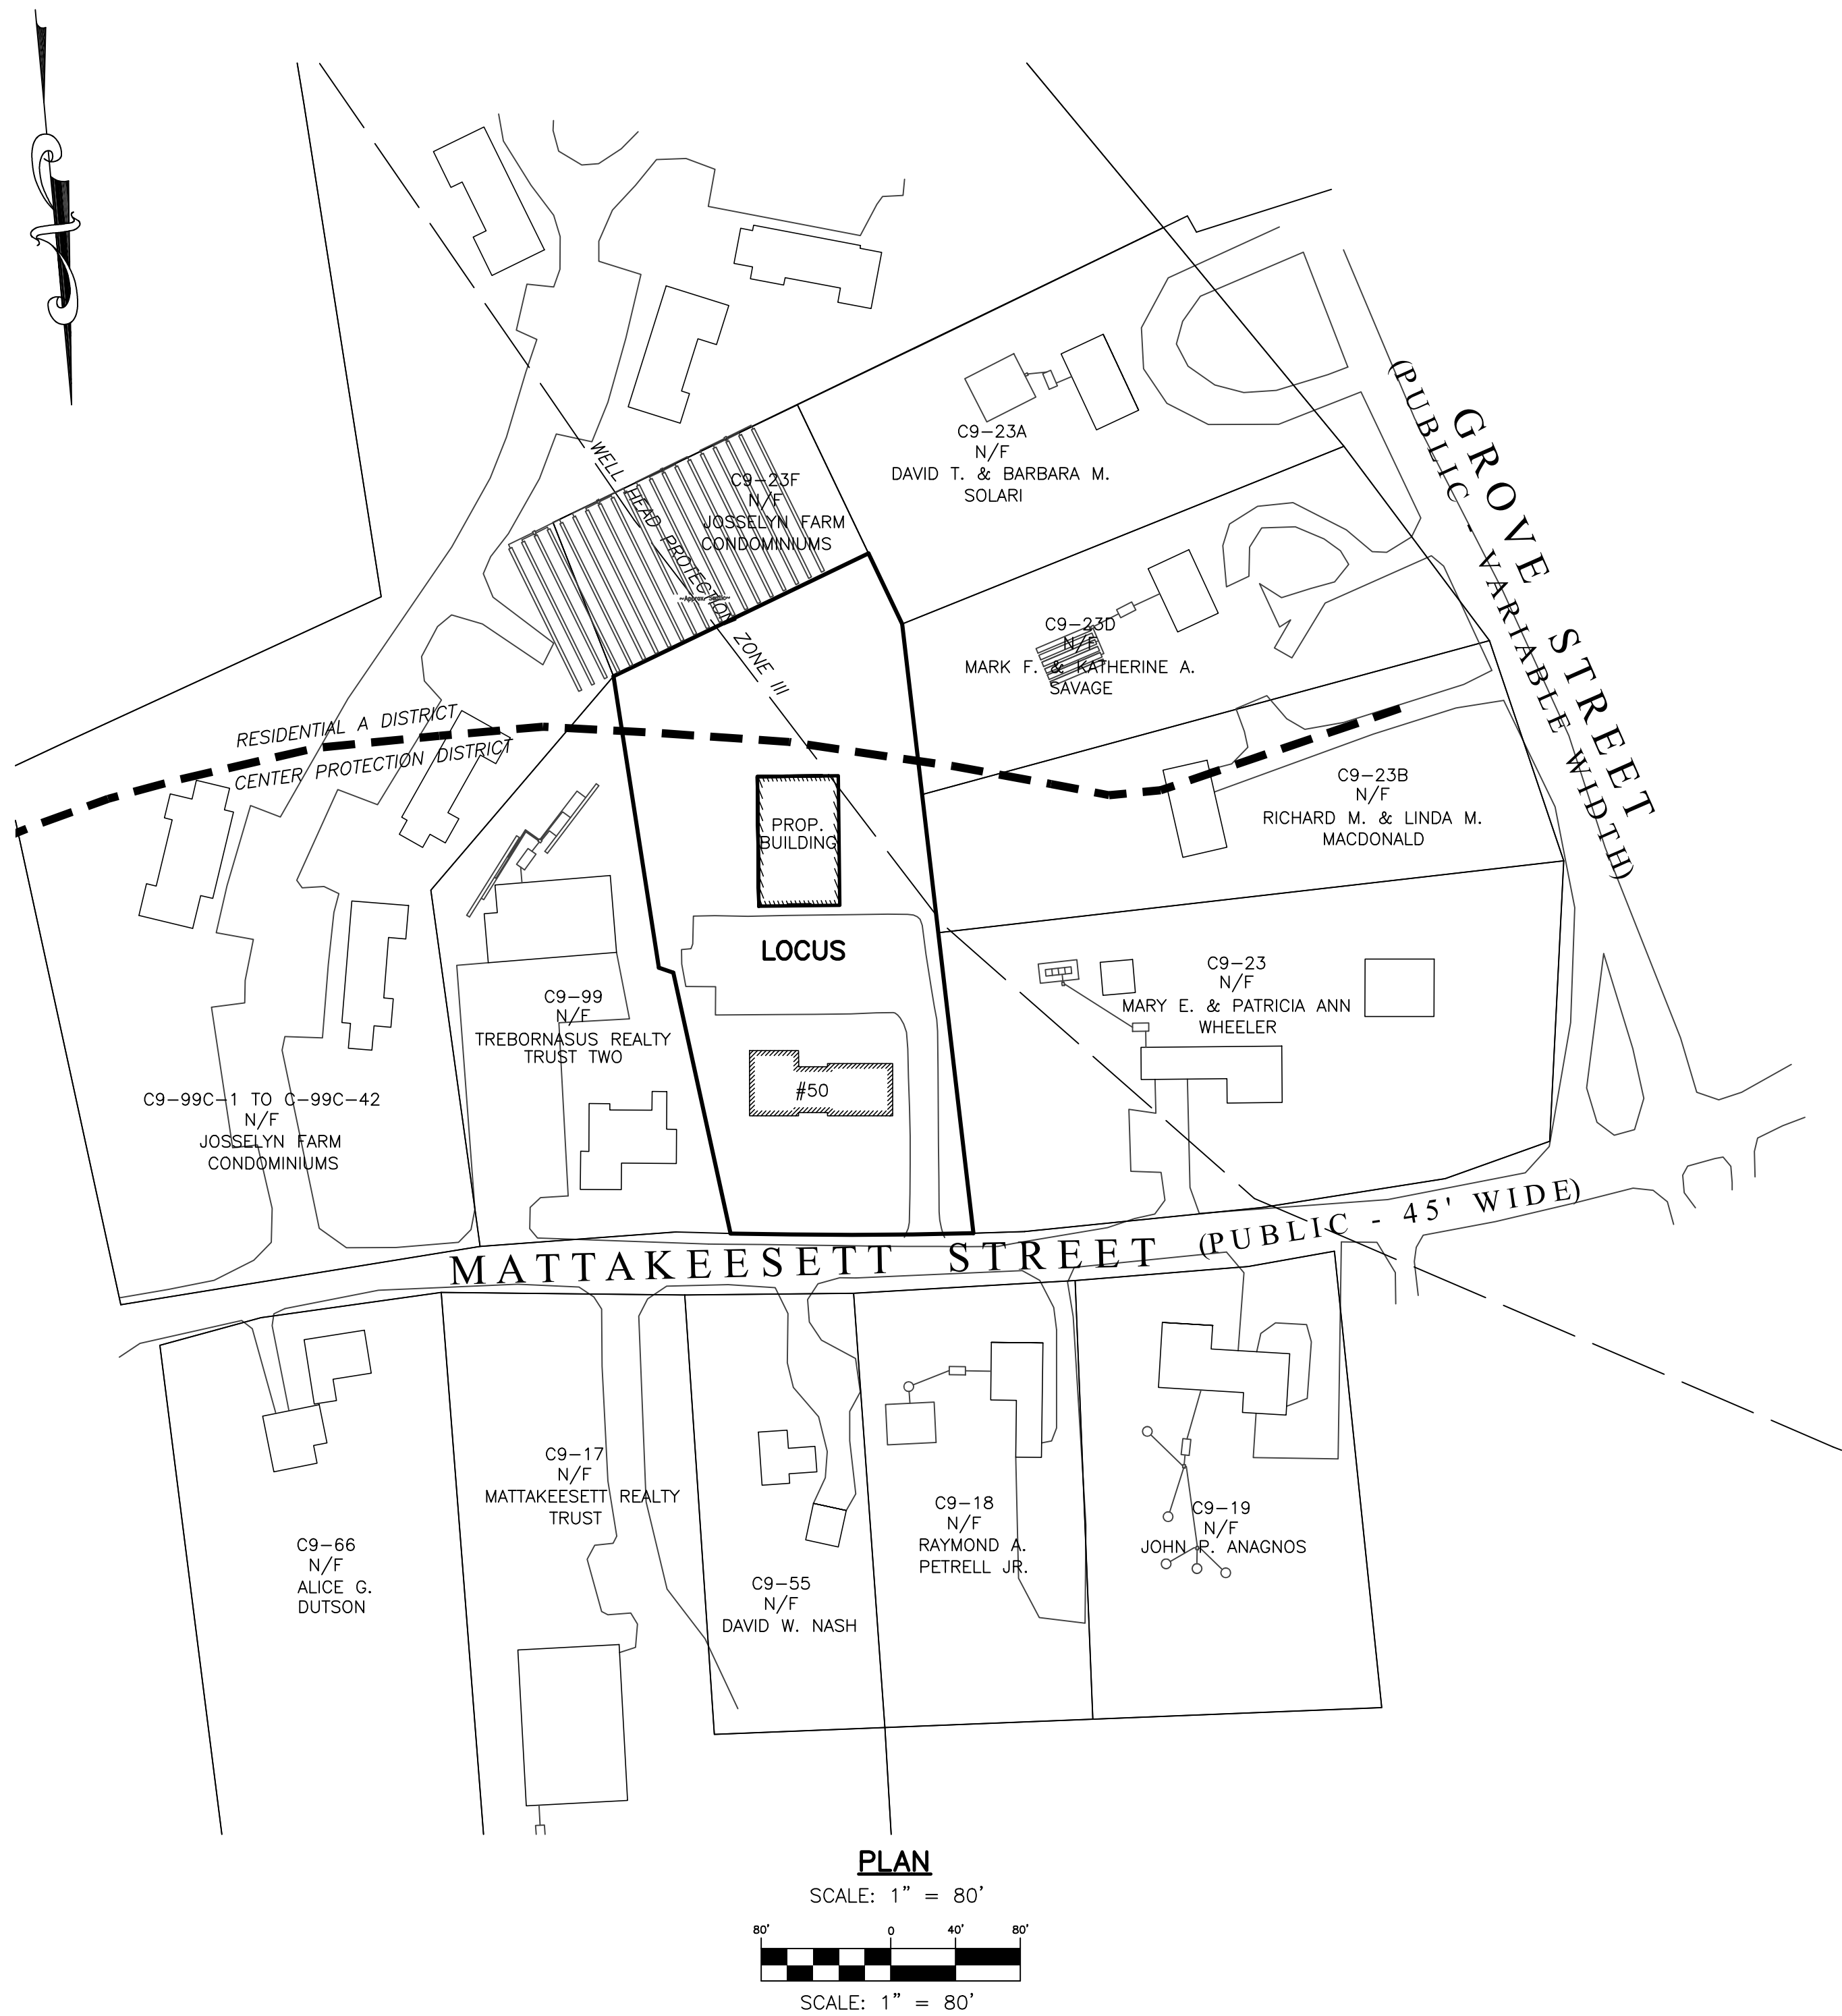 C9-23A
N/F
DAVID T. & BARBARA M.
SOLARI
(PUBLIC - VARIABLE WIDTH)
GROVE STREET
WELL HEAD PROTECTION ZONE III
C9-23F
N/F
JOSSELYN FARM
CONDOMINIUMS
C9-23D
N/F
MARK F. & KATHERINE A.
SAVAGE
RESIDENTIAL A DISTRICT
CENTER PROTECTION DISTRICT
C9-23B
N/F
RICHARD M. & LINDA M.
MACDONALD
PROP.
BUILDING
LOCUS
C9-23
N/F
MARY E. & PATRICIA ANN
WHEELER
C9-99
N/F
TREBORNASUS REALTY
TRUST TWO
#50
C9-99C-1 TO C-99C-42
N/F
JOSSELYN FARM
CONDOMINIUMS
MATTAKEESETT STREET (PUBLIC - 45' WIDE)
C9-17
N/F
MATTAKEESETT REALTY
TRUST
C9-18
N/F
RAYMOND A.
PETRELL JR.
C9-19
N/F
JOHN P. ANAGNOS
C9-66
N/F
ALICE G.
DUTSON
C9-55
N/F
DAVID W. NASH
PLAN
SCALE: 1" = 80'
80' 0 40' 80'
SCALE: 1" = 80'